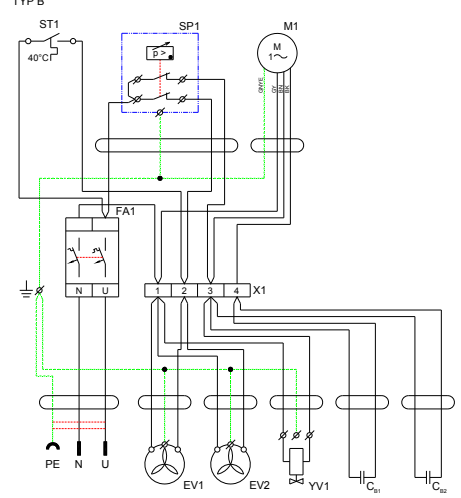 TYP B
ST1
SP1
M1
40°C
p >
M
1
GNYE
GY
BN
BK
FA1
N U
1 2 3 4 X1
PE N U
EV1 EV2 YV1 CB1 CB2